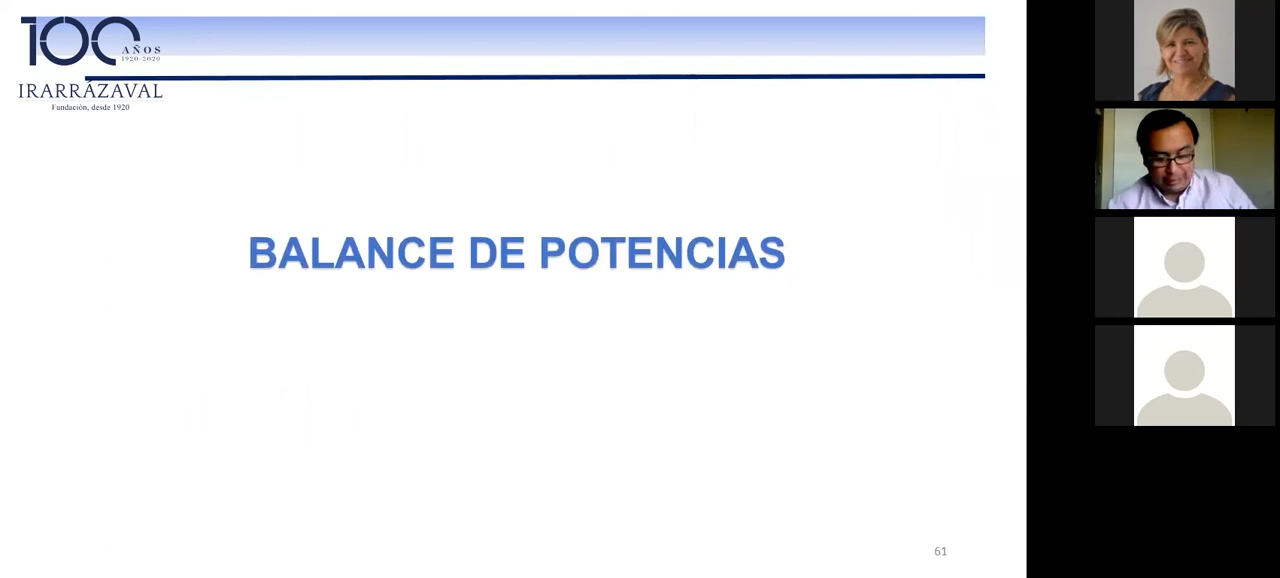 100
AÑOS
1920-2020
IRARRÁZAVAL
Fundación, desde 1920
BALANCE DE POTENCIAS
61